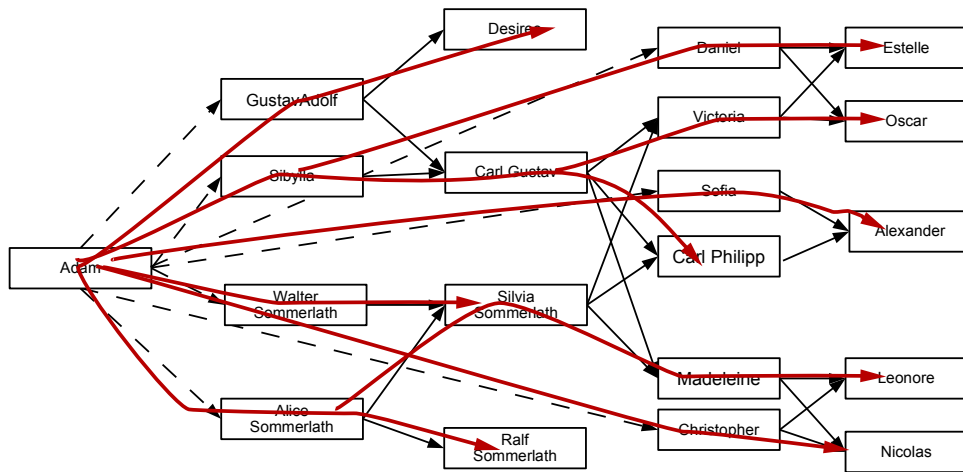 Desiree
Daniel
Estelle
GustavAdolf
Victoria
Oscar
Sibylla
Carl Gustav
Sofia
Alexander
Adam
Carl Philipp
Walter
Sommerlath
Silvia
Sommerlath
Madeleine
Leonore
Alice
Sommerlath
Christopher
Ralf
Sommerlath
Nicolas